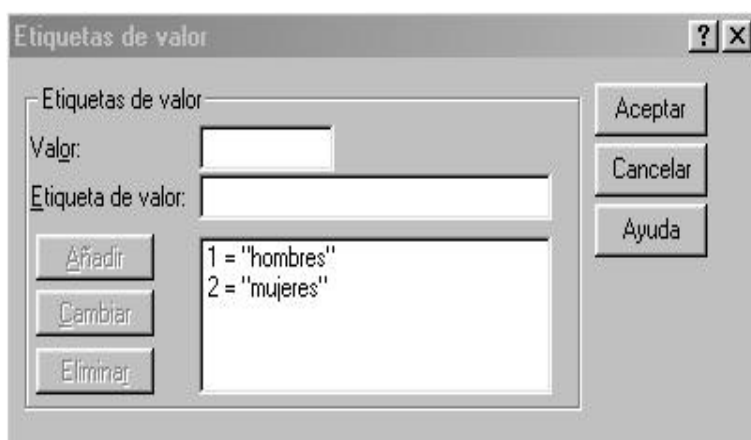 Etiquetas de valor
Etiquetas de valor
Valor:
Etiqueta de valor:
Añadir
Cambiar
Eliminar
1 = "hombres"
2 = "mujeres"
Aceptar
Cancelar
Ayuda